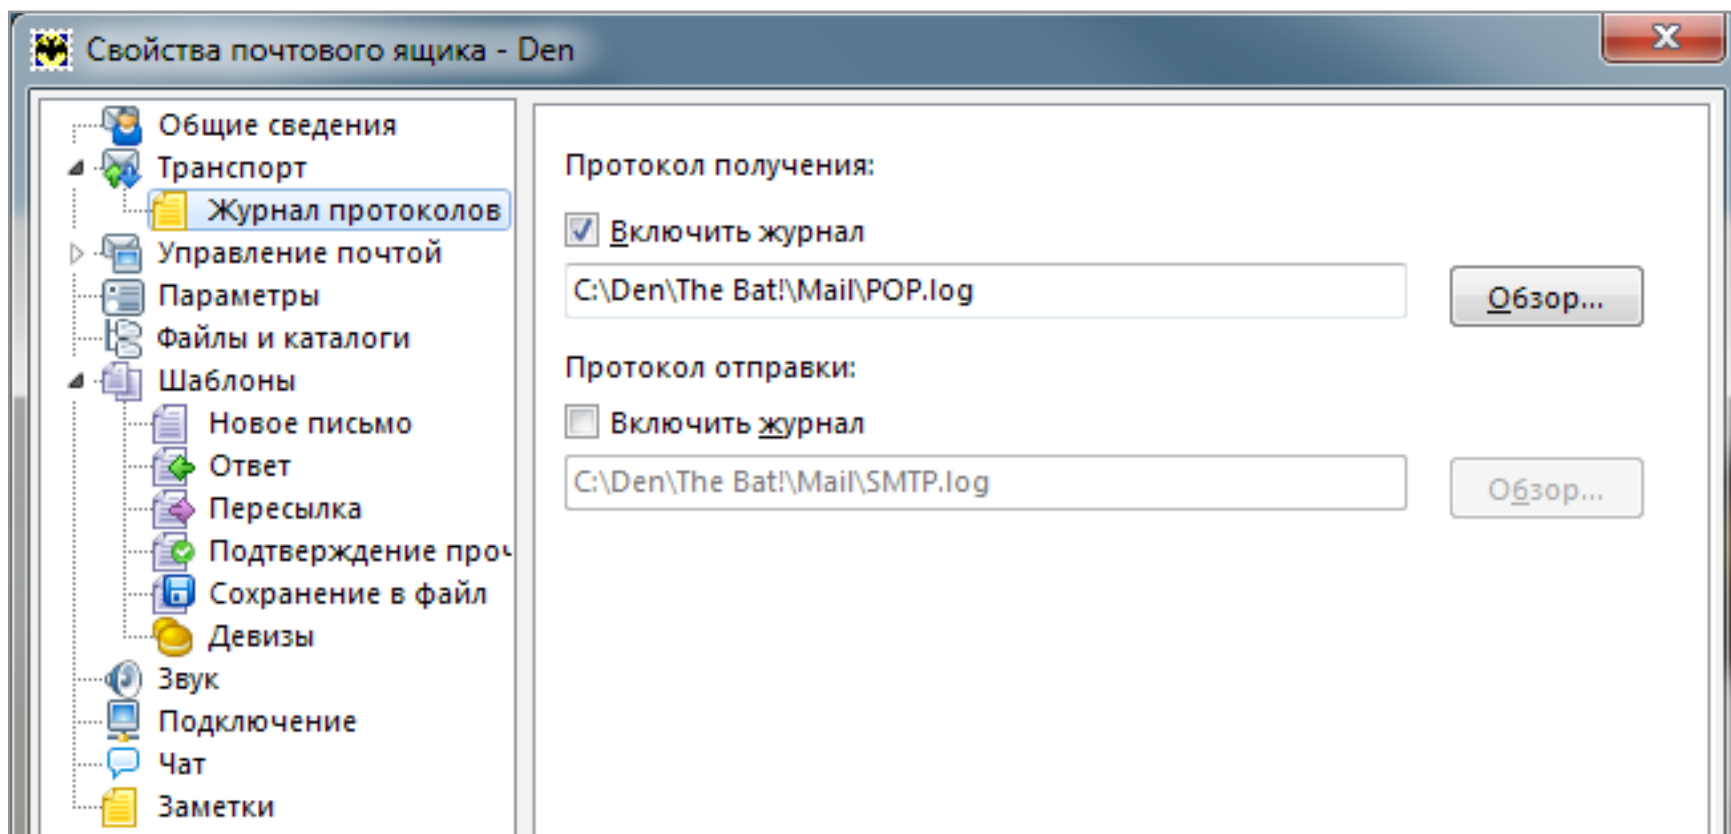 Свойства почтового ящика - Den
Общие сведения
Транспорт
Журнал протоколов
Управление почтой
Параметры
Файлы и каталоги
Шаблоны
Новое письмо
Ответ
Пересылка
Подтверждение проч
Сохранение в файл
Девизы
Звук
Подключение
Чат
Заметки
Протокол получения:
Включить журнал
C:\Den\The Bat!\Mail\POP.log
Обзор...
Протокол отправки:
Включить журнал
C:\Den\The Bat!\Mail\SMTP.log
Обзор...